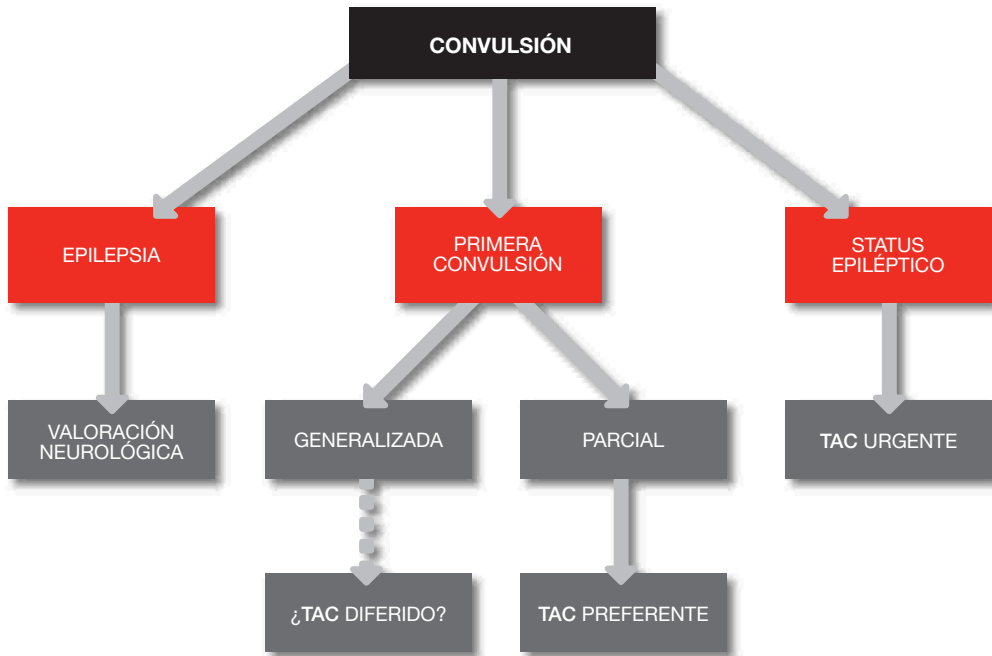 CONVULSIÓN
EPILEPSIA
PRIMERA
CONVULSIÓN
STATUS
EPILÉPTICO
VALORACIÓN
NEUROLÓGICA
GENERALIZADA
PARCIAL
TAC URGENTE
¿TAC DIFERIDO?
TAC PREFERENTE